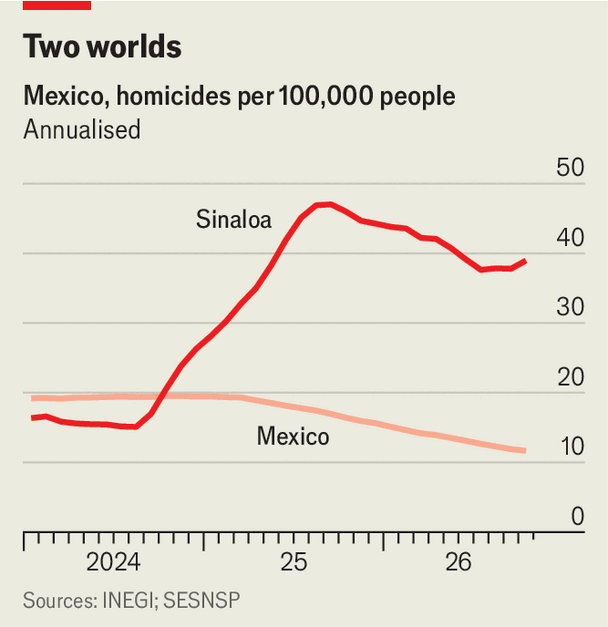 Two worlds
Mexico, homicides per 100,000 people
Annualised
50
Sinaloa
40
30
20
Mexico
10
0
2024 25 26
Sources: INEGI; SESNSP